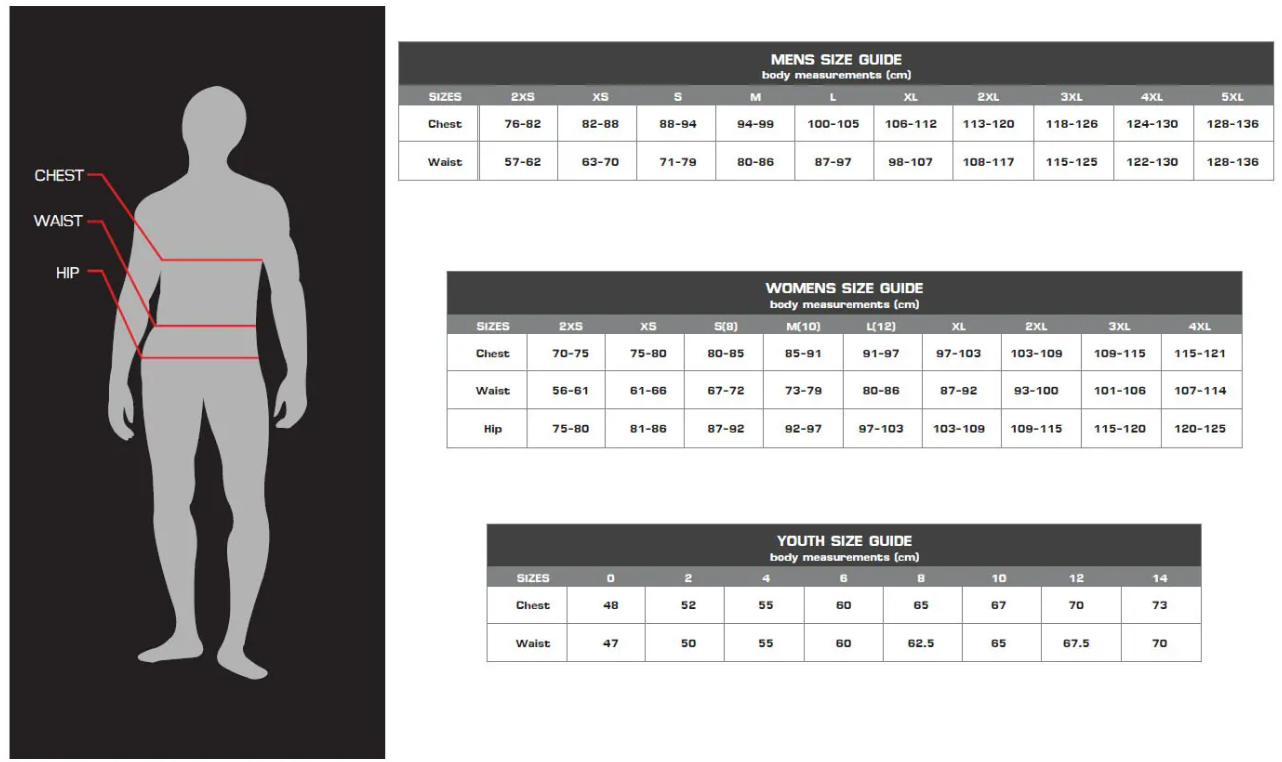 CHEST
WAIST
HIP
MENS SIZE GUIDE
body measurements (cm)
SIZES 2XS XS S M L XL 2XL 3XL 4XL 5XL
Chest 76-82 82-88 88-94 94-99 100-105 106-112 113-120 118-126 124-130 128-136
Waist 57-62 63-70 71-79 80-86 87-97 98-107 108-117 115-125 122-130 128-136
WOMENS SIZE GUIDE
body measurements (cm)
SIZES 2XS XS S(8) M(10) L(12) XL 2XL 3XL 4XL
Chest 70-75 75-80 80-85 85-91 91-97 97-103 103-109 109-115 115-121
Waist 56-61 61-66 67-72 73-79 80-86 87-92 93-100 101-106 107-114
Hip 75-80 81-86 87-92 92-97 97-103 103-109 109-115 115-120 120-125
YOUTH SIZE GUIDE
body measurements (cm)
SIZES 0 2 4 6 8 10 12 14
Chest 48 52 55 60 65 67 70 73
Waist 47 50 55 60 62.5 65 67.5 70